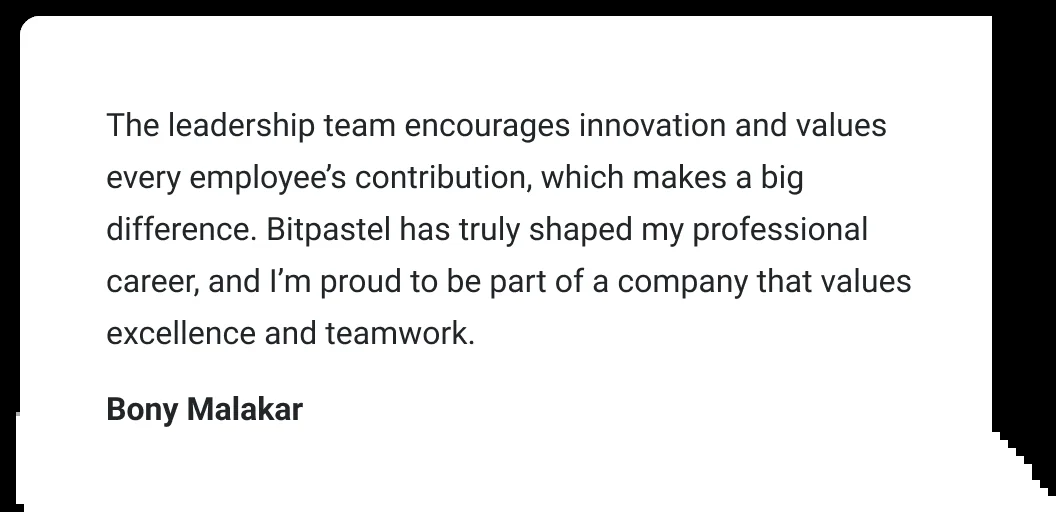 The leadership team encourages innovation and values
every employee’s contribution, which makes a big
difference. Bitpastel has truly shaped my professional
career, and I’m proud to be part of a company that values
excellence and teamwork.
Bony Malakar